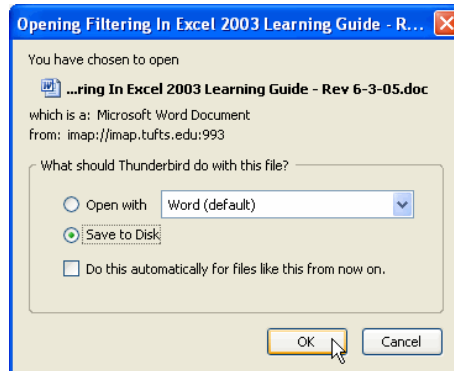 Opening Filtering In Excel 2003 Learning Guide - R...
You have chosen to open
...ring In Excel 2003 Learning Guide - Rev 6-3-05.doc
which is a: Microsoft Word Document
from: imap://imap.tufts.edu:993
What should Thunderbird do with this file?
Open with Word (default)
Save to Disk
Do this automatically for files like this from now on.
OK Cancel